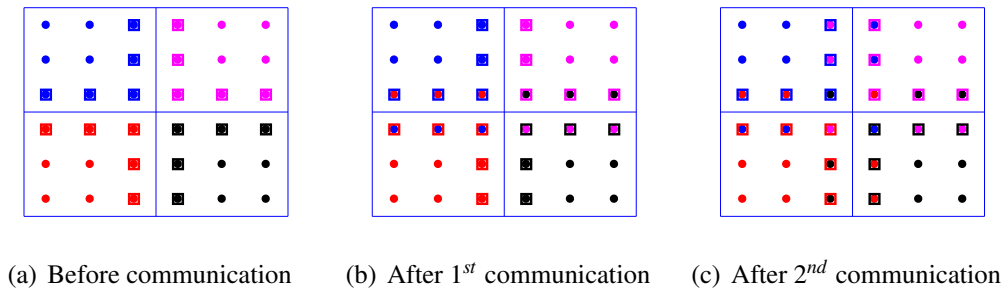 (a) Before communication
(b) After 1st communication
(c) After 2nd communication